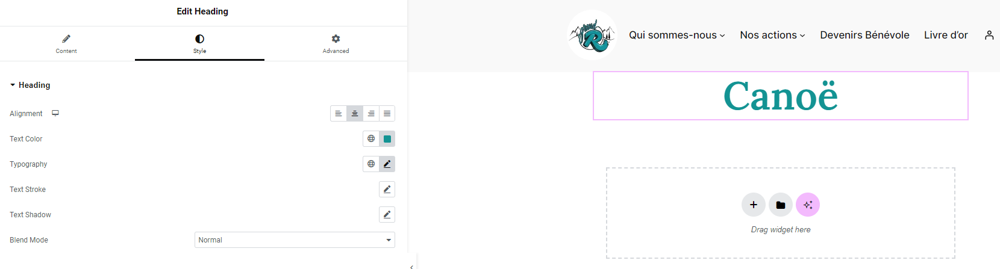 Edit Heading
Content
Style
Advanced
Heading
Alignment
Text Color
Typography
Text Stroke
Text Shadow
Blend Mode
Normal
R
Qui sommes-nous
Nos actions
Devenirs Bénévole
Livre d’or
Canoë
Drag widget here